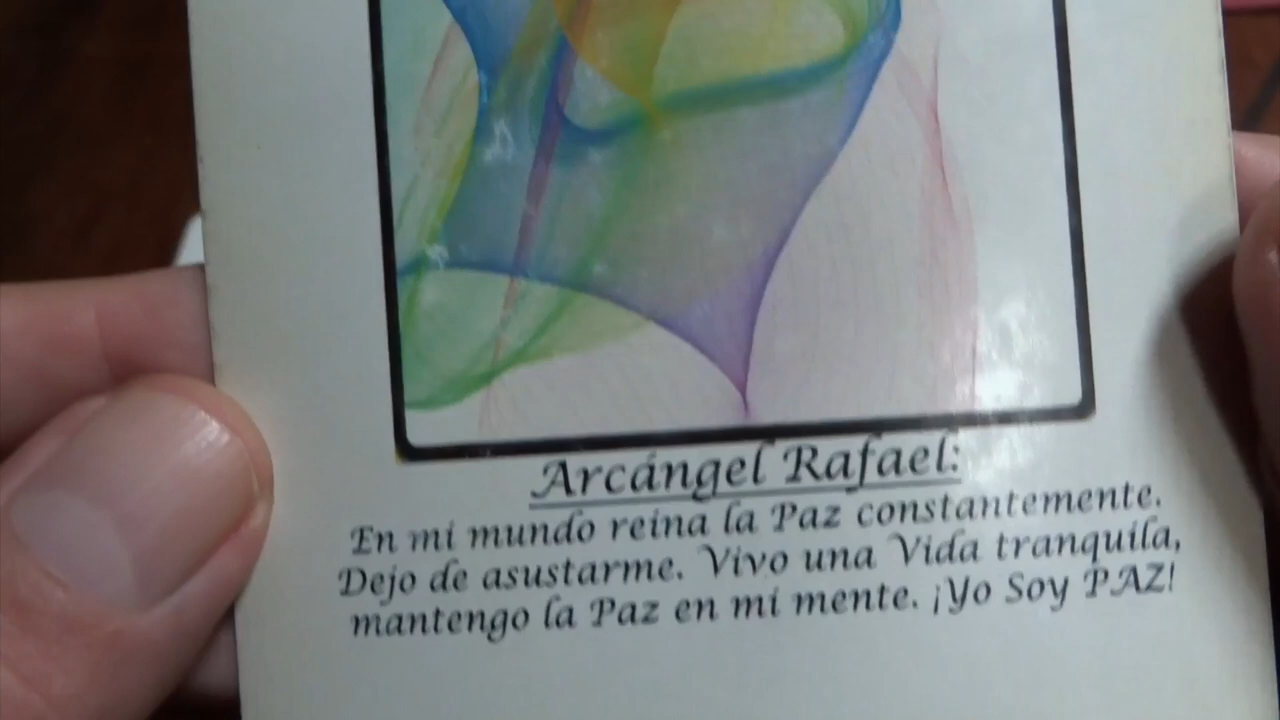 Arcángel Rafael:
En mi mundo reina la Paz constantemente.
Dejo de asustarme. Vivo una Vida tranquila,
mantengo la Paz en mi mente. ¡Yo Soy PAZ!